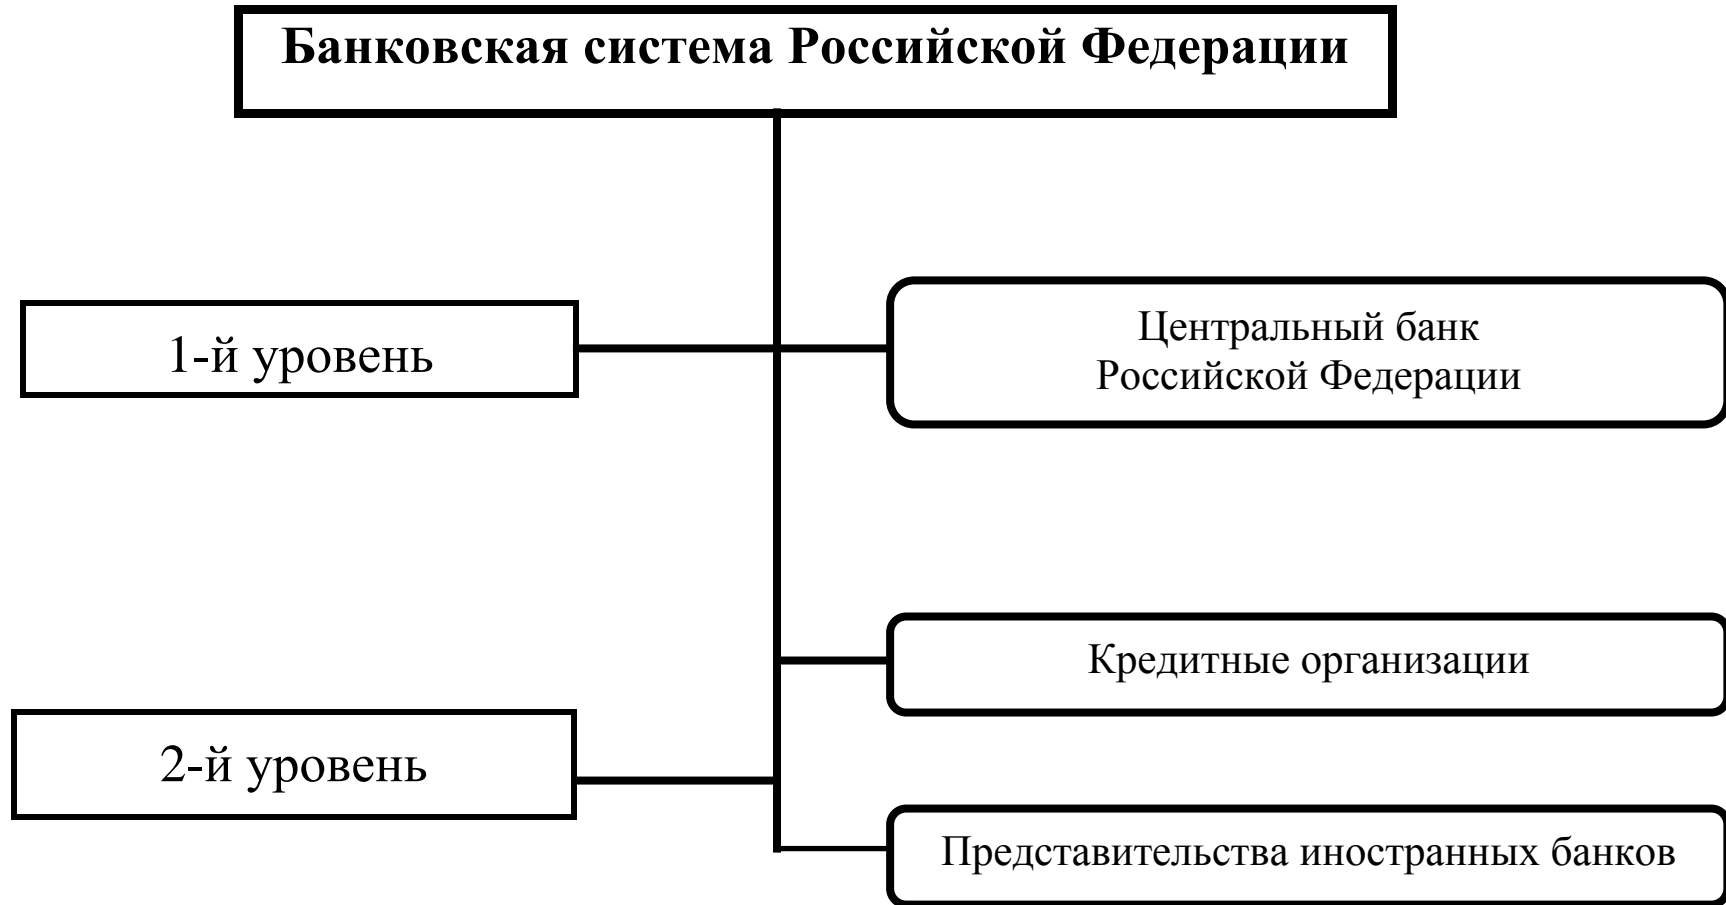 Банковская система Российской Федерации
1-й уровень
Центральный банк
Российской Федерации
Кредитные организации
2-й уровень
Представительства иностранных банков